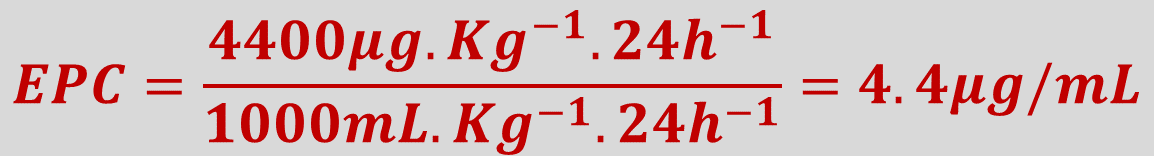 EPC = 4400μg.Kg⁻¹.24h⁻¹ / 1000mL.Kg⁻¹.24h⁻¹ = 4.4μg/mL